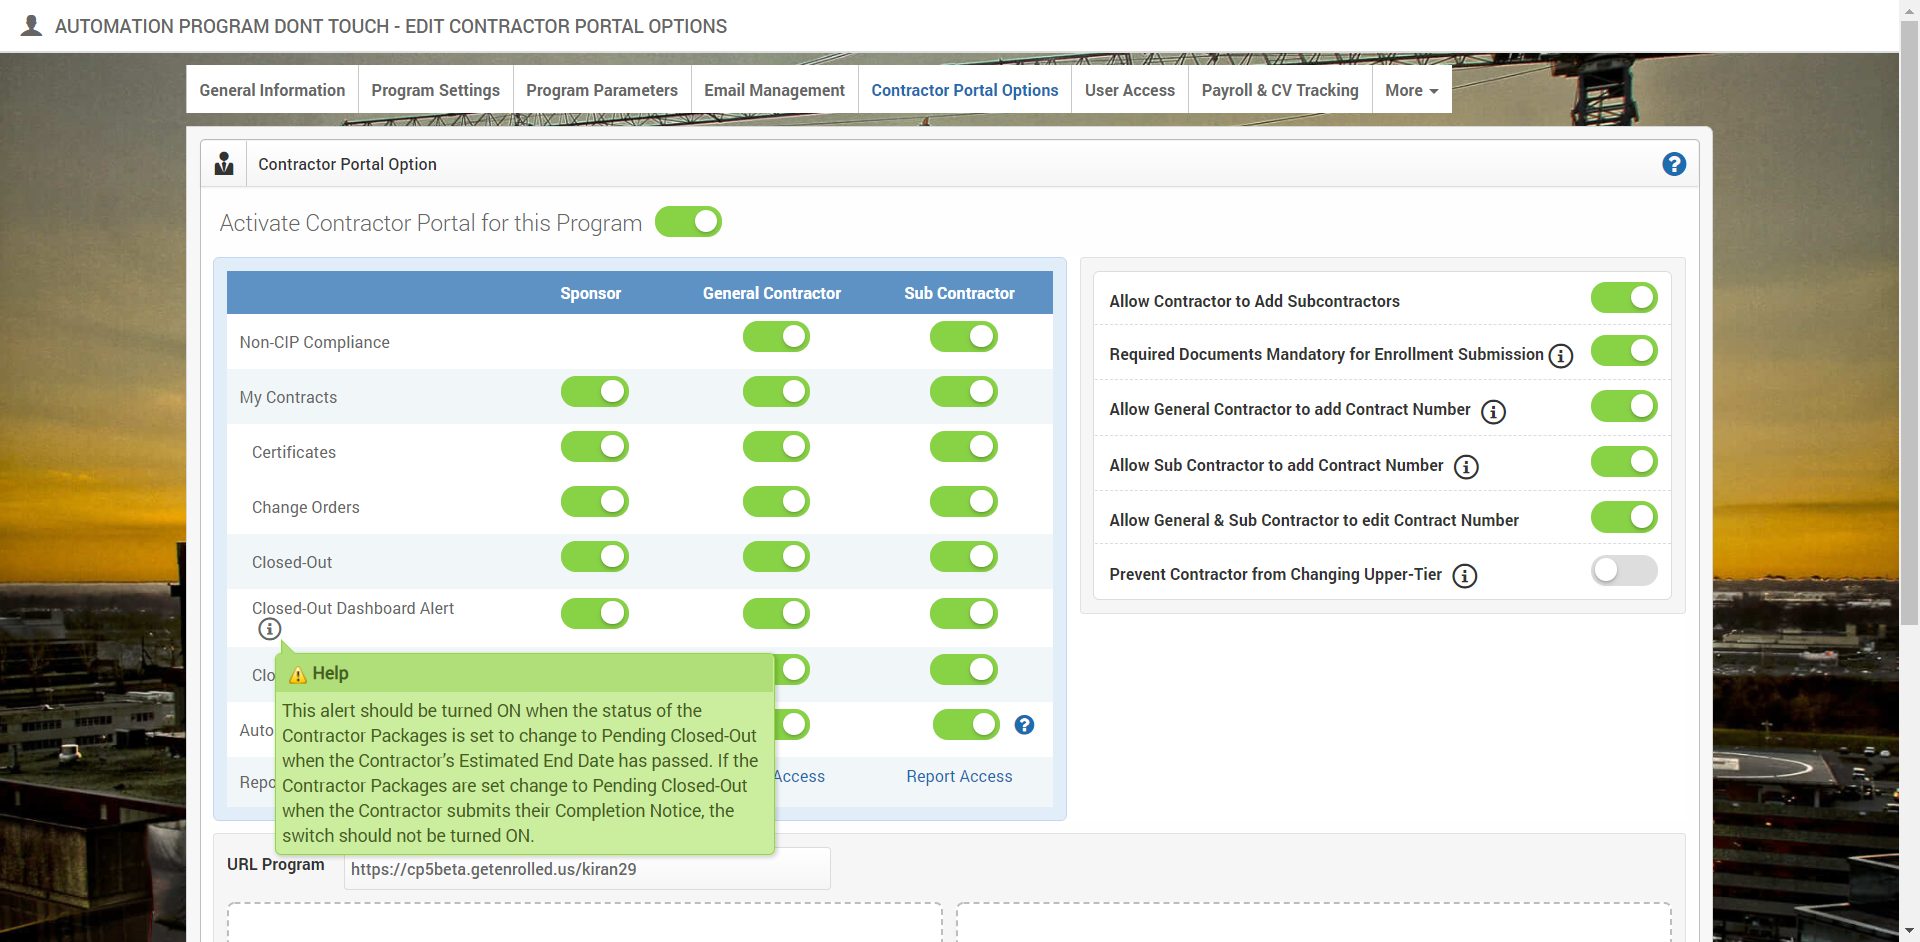 AUTOMATION PROGRAM DONT TOUCH - EDIT CONTRACTOR PORTAL OPTIONS
General Information
Program Settings
Program Parameters
Email Management
Contractor Portal Options
User Access
Payroll & CV Tracking
More
Contractor Portal Option
Activate Contractor Portal for this Program
Sponsor
General Contractor
Sub Contractor
Non-CIP Compliance
My Contracts
Certificates
Change Orders
Closed-Out
Closed-Out Dashboard Alert
Clo
Auto
Repo
Access
Report Access
Help
This alert should be turned ON when the status of the
Contractor Packages is set to change to Pending Closed-Out
when the Contractor’s Estimated End Date has passed. If the
Contractor Packages are set change to Pending Closed-Out
when the Contractor submits their Completion Notice, the
switch should not be turned ON.
Allow Contractor to Add Subcontractors
Required Documents Mandatory for Enrollment Submission
Allow General Contractor to add Contract Number
Allow Sub Contractor to add Contract Number
Allow General & Sub Contractor to edit Contract Number
Prevent Contractor from Changing Upper-Tier
URL Program
https://cp5beta.getenrolled.us/kiran29